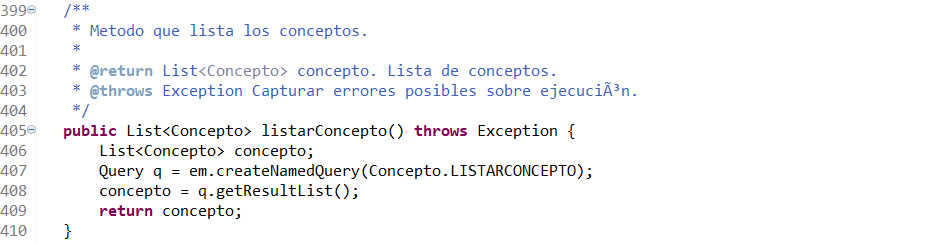 399 /**
400 * Metodo que lista los conceptos.
401 *
402 * @return List<Concepto> concepto. Lista de conceptos.
403 * @throws Exception Capturar errores posibles sobre ejecuciÃ³n.
404 */
405 public List<Concepto> listarConcepto() throws Exception {
406 List<Concepto> concepto;
407 Query q = em.createNamedQuery(Concepto.LISTARCONCEPTO);
408 concepto = q.getResultList();
409 return concepto;
410 }